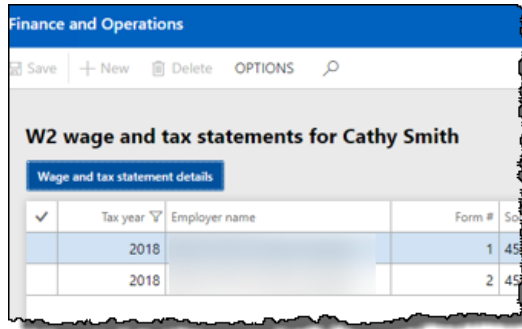 Finance and Operations
Save + New Delete OPTIONS
W2 wage and tax statements for Cathy Smith
Wage and tax statement details
Tax year Employer name Form #
2018 1 45
2018 2 45